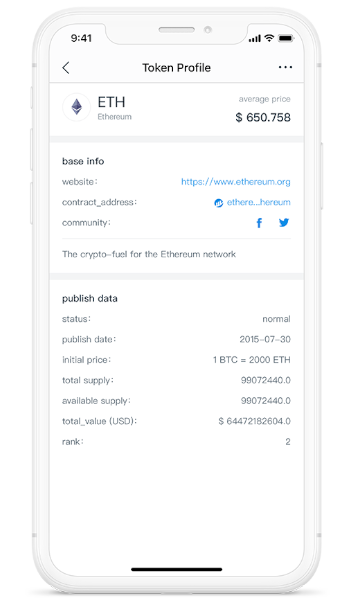 9:41
Token Profile
ETH
Ethereum
average price
$ 650.758
base info
website: https://www.ethereum.org
contract_address: ethere...hereum
community:
The crypto-fuel for the Ethereum network
publish data
status: normal
publish date: 2015-07-30
initial price: 1 BTC = 2000 ETH
total supply: 99072440.0
available supply: 99072440.0
total_value (USD): $ 64472182604.0
rank: 2